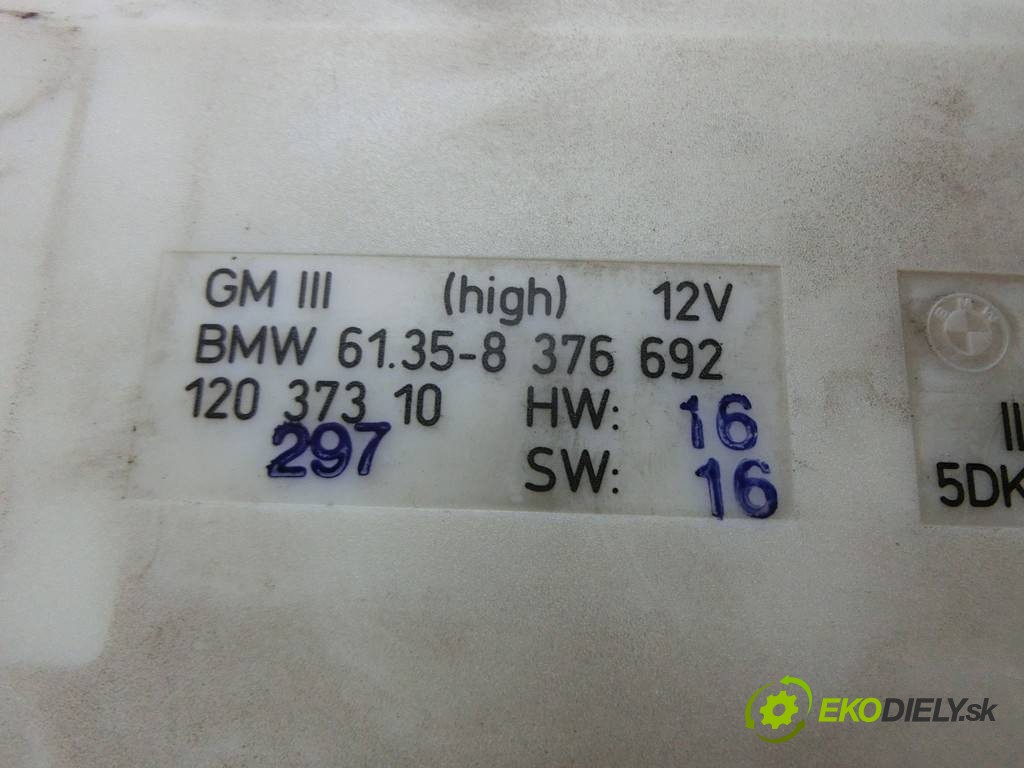 GM III (high) 12V
BMW 61.35-8 376 692
120 373 10 HW: 16
297 SW: 16
5DK
EKODIELY.sk